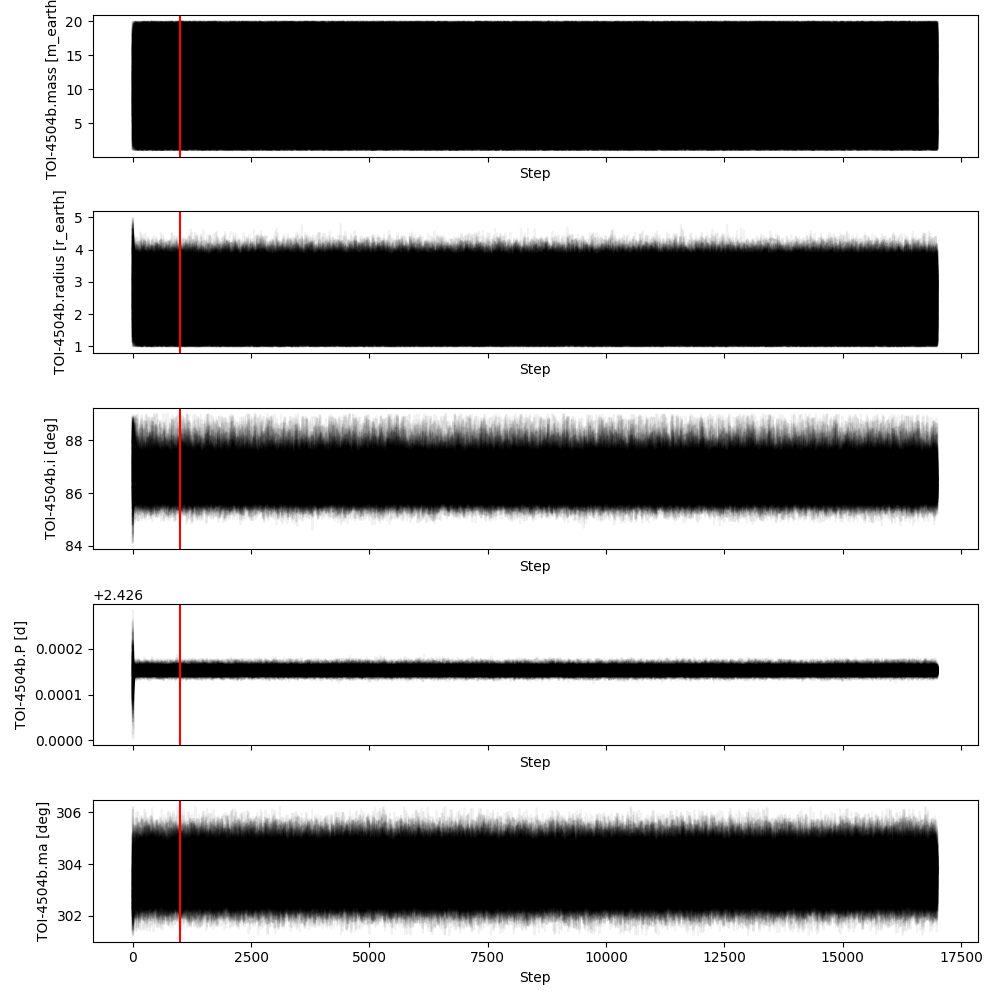 TOI-4504b.mass [m_earth
20
15
10
5
Step
TOI-4504b.radius [r_earth]
5
4
3
2
1
Step
TOI-4504b.i [deg]
88
86
84
Step
+2.426
TOI-4504b.P [d]
0.0002
0.0001
0.0000
Step
TOI-4504b.ma [deg]
306
304
302
0 2500 5000 7500 10000 12500 15000 17500
Step